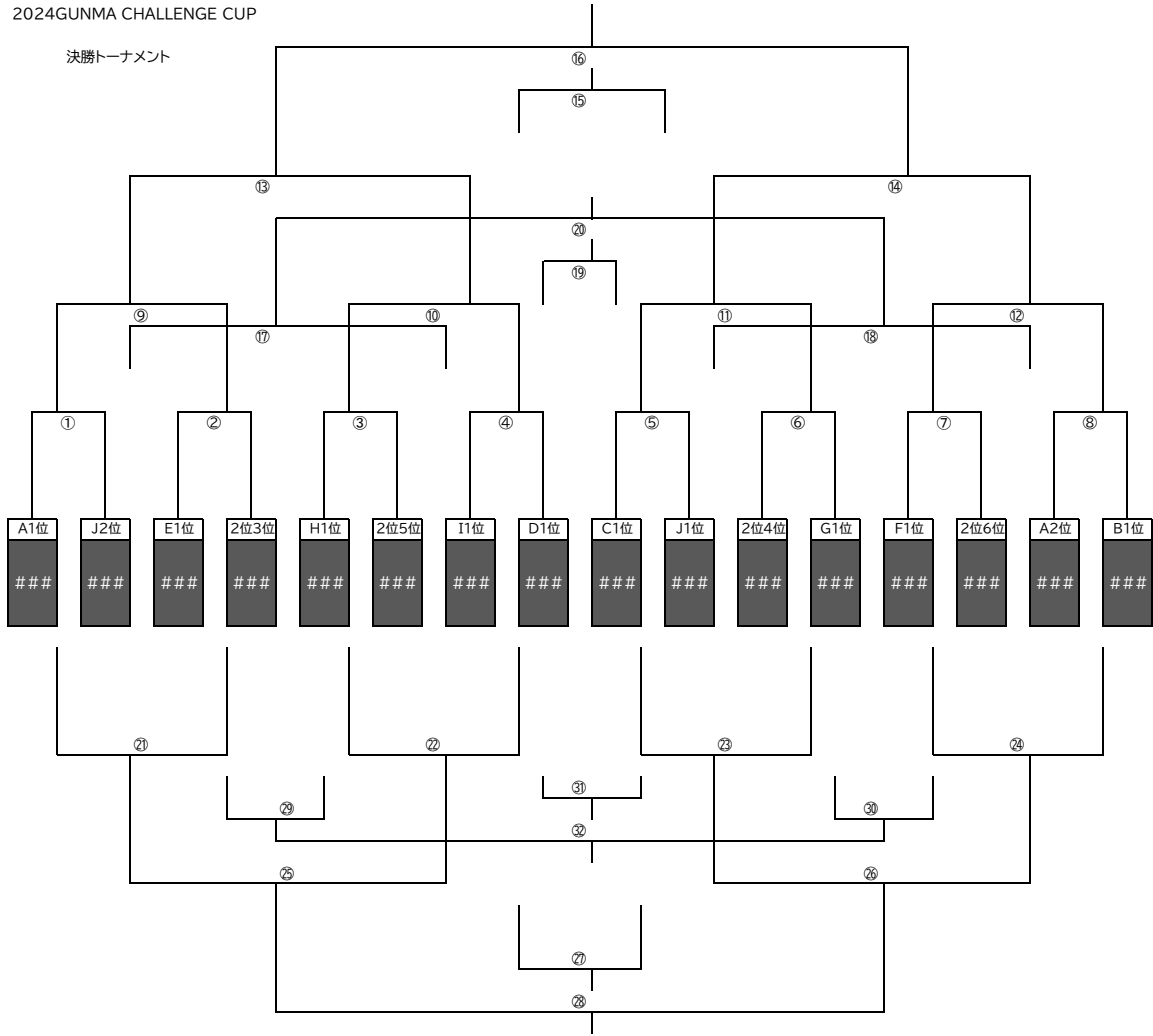 2024GUNMA CHALLENGE CUP
決勝トーナメント
⑯
⑮
⑬ ⑭
⑳
⑲
⑨ ⑩ ⑪ ⑫
⑰ ⑱
① ② ③ ④ ⑤ ⑥ ⑦ ⑧
A1位 J2位 E1位 2位3位 H1位 2位5位 I1位 D1位 C1位 J1位 2位4位 G1位 F1位 2位6位 A2位 B1位
### ### ### ### ### ### ### ### ### ### ### ### ### ### ### ###
㉑ ㉒ ㉓ ㉔
㉛
㉙ ㉚
㉜
㉕ ㉖
㉗
㉘